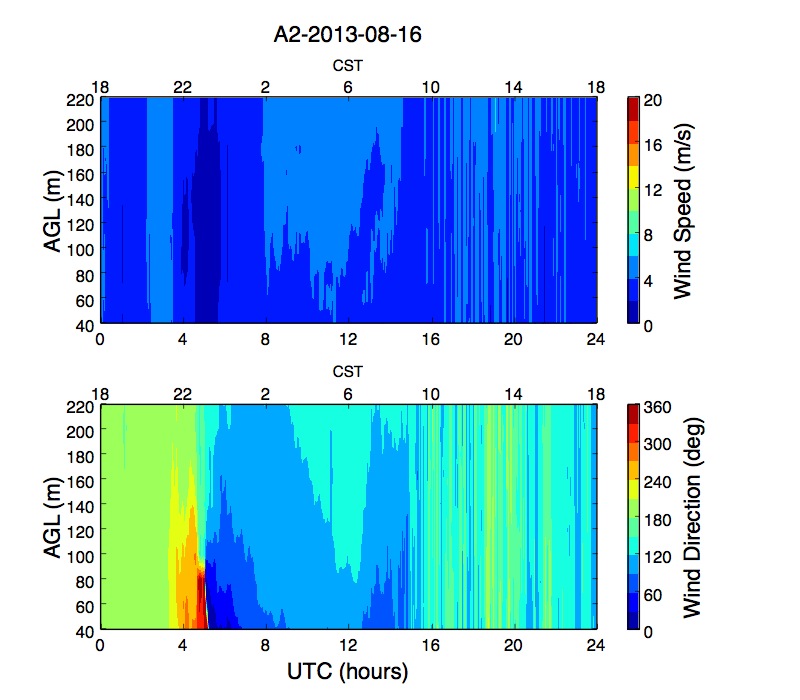 A2-2013-08-16
CST
18 22 2 6 10 14 18
220
200
180
160
140
120
100
80
60
40
AGL (m)
0 4 8 12 16 20 24
20
16
12
8
4
0
Wind Speed (m/s)
CST
18 22 2 6 10 14 18
220
200
180
160
140
120
100
80
60
40
AGL (m)
0 4 8 12 16 20 24
UTC (hours)
360
300
240
180
120
60
0
Wind Direction (deg)